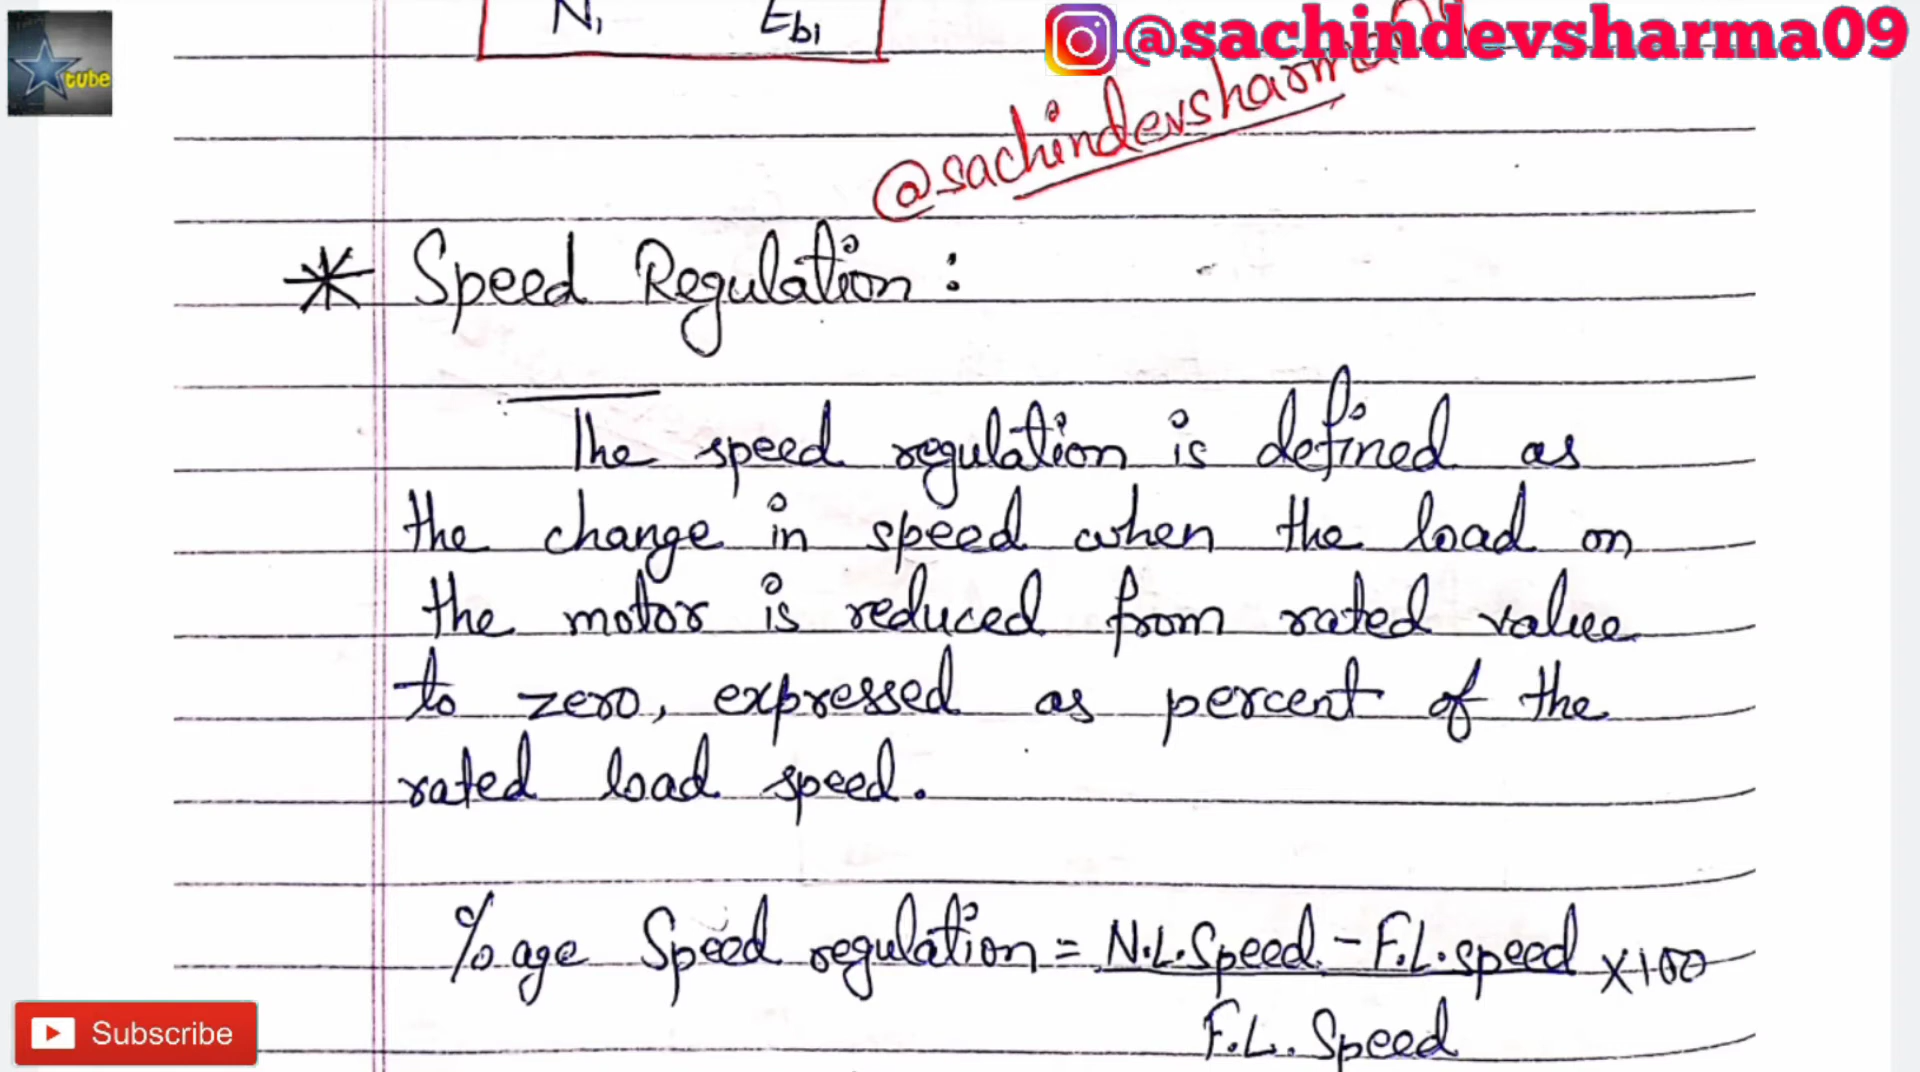 N₁ Eb₁
@sachindevsharma09
tube
@sachindevsharma
* Speed Regulation :
The speed regulation is defined as
the change in speed when the load on
the motor is reduced from rated value
to zero, expressed as percent of the
rated load speed.
%age Speed regulation = N.L. Speed - F.L. speed x100
F.L. Speed
Subscribe